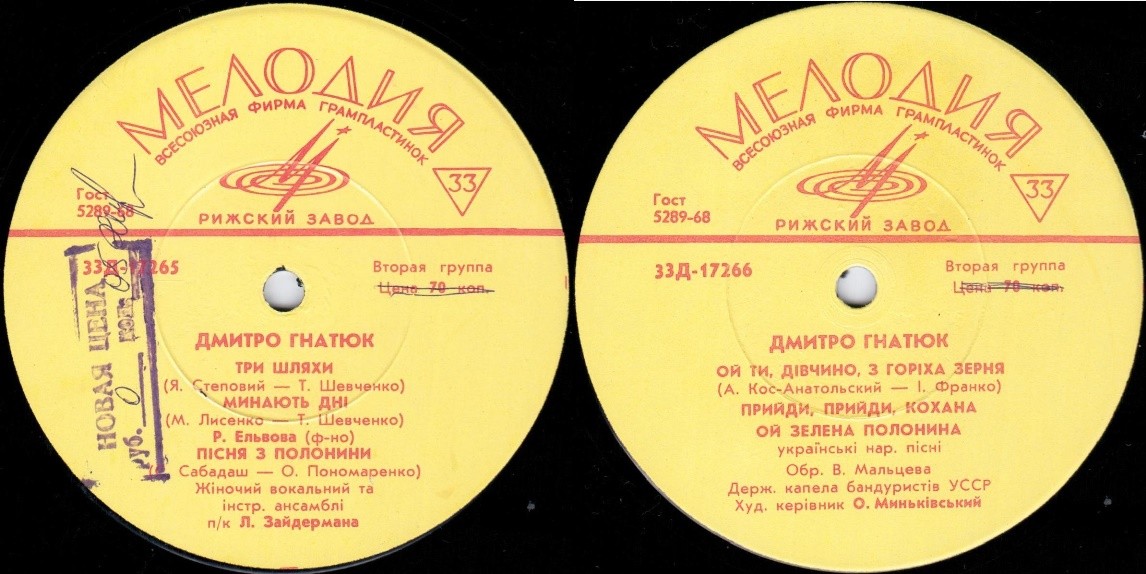 МЕЛОДИЯ
ВСЕСОЮЗНАЯ ФИРМА ГРАМПЛАСТИНОК
33
Гост
5289-68
РИЖСКИЙ ЗАВОД
33Д-17265
Вторая группа
Цена 70 коп.
НОВАЯ ЦЕНА
руб. 0 коп. 65
ДМИТРО ГНАТЮК
ТРИ ШЛЯХИ
(Я. Степовий — Т. Шевченко)
МИНАЮТЬ ДНІ
(М. Лисенко — Т. Шевченко)
Р. Ельвова (ф-но)
ПІСНЯ З ПОЛОНИНИ
Сабадаш — О. Пономаренко)
Жіночий вокальний та
інстр. ансамблі
п/к Л. Зайдермана
МЕЛОДИЯ
ВСЕСОЮЗНАЯ ФИРМА ГРАМПЛАСТИНОК
33
Гост
5289-68
РИЖСКИЙ ЗАВОД
33Д-17266
Вторая группа
Цена 70 коп.
ДМИТРО ГНАТЮК
ОЙ ТИ, ДІВЧИНО, З ГОРІХА ЗЕРНЯ
(А. Кос-Анатольский — І. Франко)
ПРИЙДИ, ПРИЙДИ, КОХАНА
ОЙ ЗЕЛЕНА ПОЛОНИНА
українські нар. пісні
Обр. В. Мальцева
Держ. капела бандуристів УССР
Худ. керівник О. Миньківський